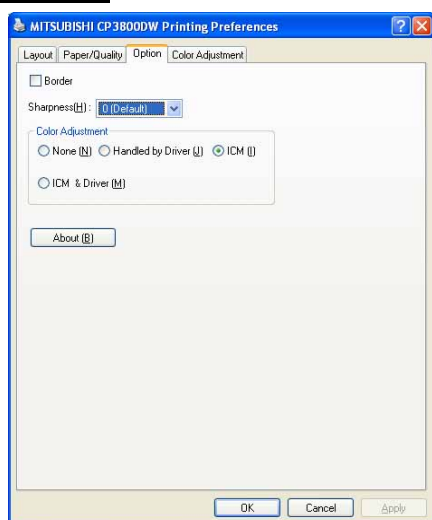 MITSUBISHI CP3800DW Printing Preferences
Layout Paper/Quality Option Color Adjustment
Border
Sharpness(H) : 0 (Default)
Color Adjustment
None (N) Handled by Driver (J) ICM (I)
ICM & Driver (M)
About (B)
OK Cancel Apply